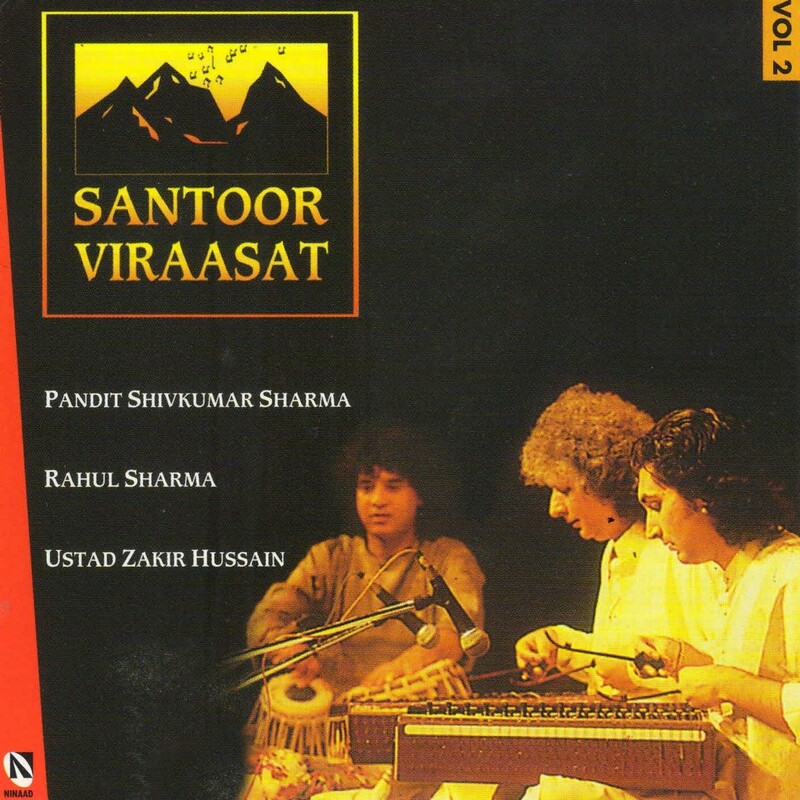 VOL 2
SANTOOR
VIRAASAT
PANDIT SHIVKUMAR SHARMA
RAHUL SHARMA
USTAD ZAKIR HUSSAIN
N
NINAAD